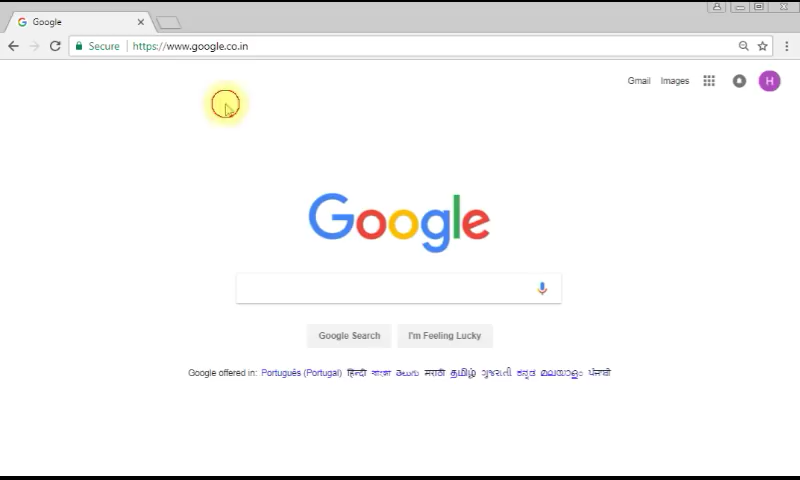 Google
Secure https://www.google.co.in
Gmail Images H
Google
Google Search I'm Feeling Lucky
Google offered in: Português (Portugal) हिन्दी বাংলা తెలుగు मराठी தமிழ் ગુજરાતી ಕನ್ನಡ മലയാളം ਪੰਜਾਬੀ